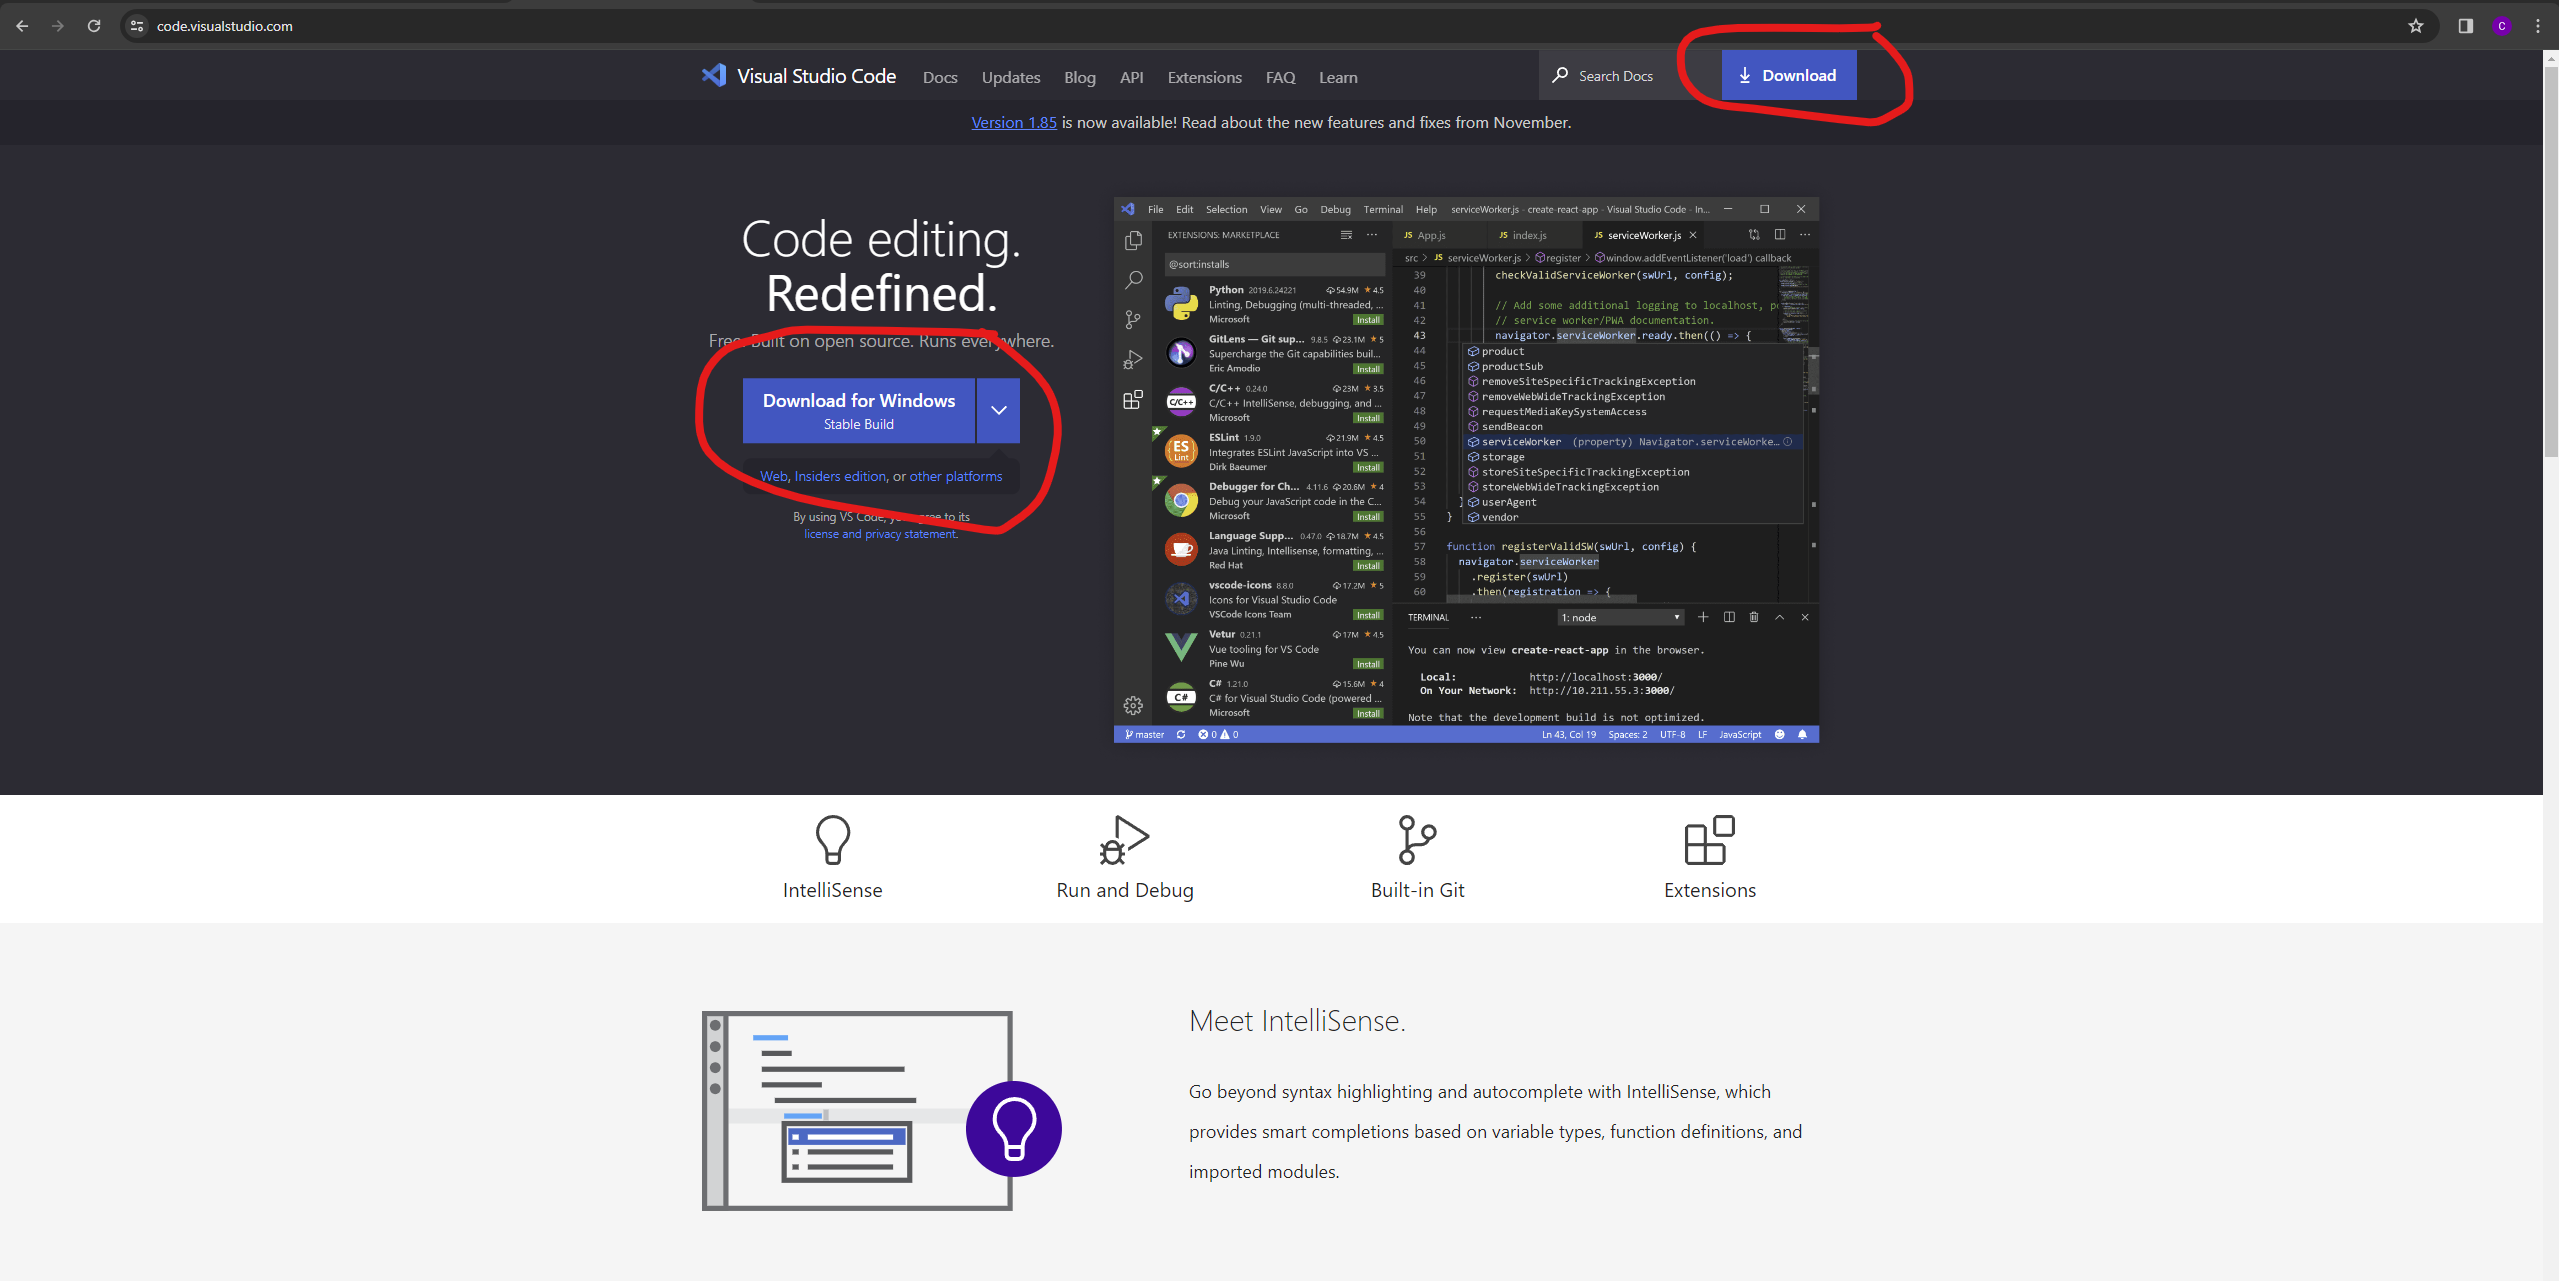 code.visualstudio.com
C
Visual Studio Code Docs Updates Blog API Extensions FAQ Learn Search Docs Download
Version 1.85 is now available! Read about the new features and fixes from November.
Code editing.
Redefined.
Free. Built on open source. Runs everywhere.
Download for Windows
Stable Build
Web, Insiders edition, or other platforms
By using VS Code, you agree to its
license and privacy statement.
File Edit Selection View Go Debug Terminal Help serviceWorker.js - create-react-app - Visual Studio Code - In...
EXTENSIONS: MARKETPLACE
@sort:installs
Python 2019.6.24221 54.9M 4.5
Linting, Debugging (multi-threaded, ...
Microsoft Install
GitLens — Git sup... 9.8.5 23.1M 5
Supercharge the Git capabilities buil...
Eric Amodio Install
C/C++
C/C++ 0.24.0 23M 3.5
C/C++ IntelliSense, debugging, and ...
Microsoft Install
ES
Lint
ESLint 1.9.0 21.9M 4.5
Integrates ESLint JavaScript into VS ...
Dirk Baeumer Install
Debugger for Ch... 4.11.6 20.6M 4
Debug your JavaScript code in the C...
Microsoft Install
Language Supp... 0.47.0 18.7M 4.5
Java Linting, Intellisense, formatting, ...
Red Hat Install
vscode-icons 8.8.0 17.2M 5
Icons for Visual Studio Code
VSCode Icons Team Install
Vetur 0.21.1 17M 4.5
Vue tooling for VS Code
Pine Wu Install
C#
C# 1.21.0 15.6M 4
C# for Visual Studio Code (powered ...
Microsoft Install
JS App.js JS index.js JS serviceWorker.js
src > JS serviceWorker.js > register > window.addEventListener('load') callback
39 checkValidServiceWorker(swUrl, config);
40
41 // Add some additional logging to localhost, p
42 // service worker/PWA documentation.
43 navigator.serviceWorker.ready.then(() => {
44 product
45 productSub
46 removeSiteSpecificTrackingException
47 removeWebWideTrackingException
48 requestMediaKeySystemAccess
49 sendBeacon
50 serviceWorker (property) Navigator.serviceWorke...
51 storage
52 storeSiteSpecificTrackingException
53 storeWebWideTrackingException
54 } userAgent
55 } vendor
56
57 function registerValidSW(swUrl, config) {
58 navigator.serviceWorker
59 .register(swUrl)
60 .then(registration => {
TERMINAL ... 1: node
You can now view create-react-app in the browser.
Local: http://localhost:3000/
On Your Network: http://10.211.55.3:3000/
Note that the development build is not optimized.
master 0 0 Ln 43, Col 19 Spaces: 2 UTF-8 LF JavaScript
IntelliSense Run and Debug Built-in Git Extensions
Meet IntelliSense.
Go beyond syntax highlighting and autocomplete with IntelliSense, which
provides smart completions based on variable types, function definitions, and
imported modules.